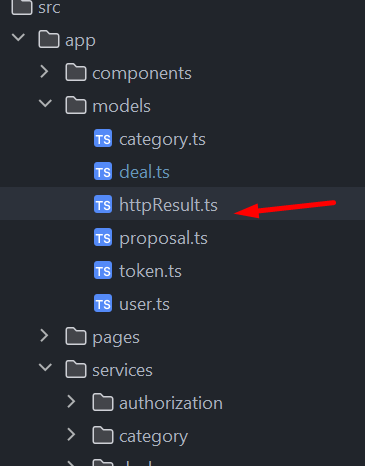 src
app
components
models
TS category.ts
TS deal.ts
TS httpResult.ts
TS proposal.ts
TS token.ts
TS user.ts
pages
services
authorization
category